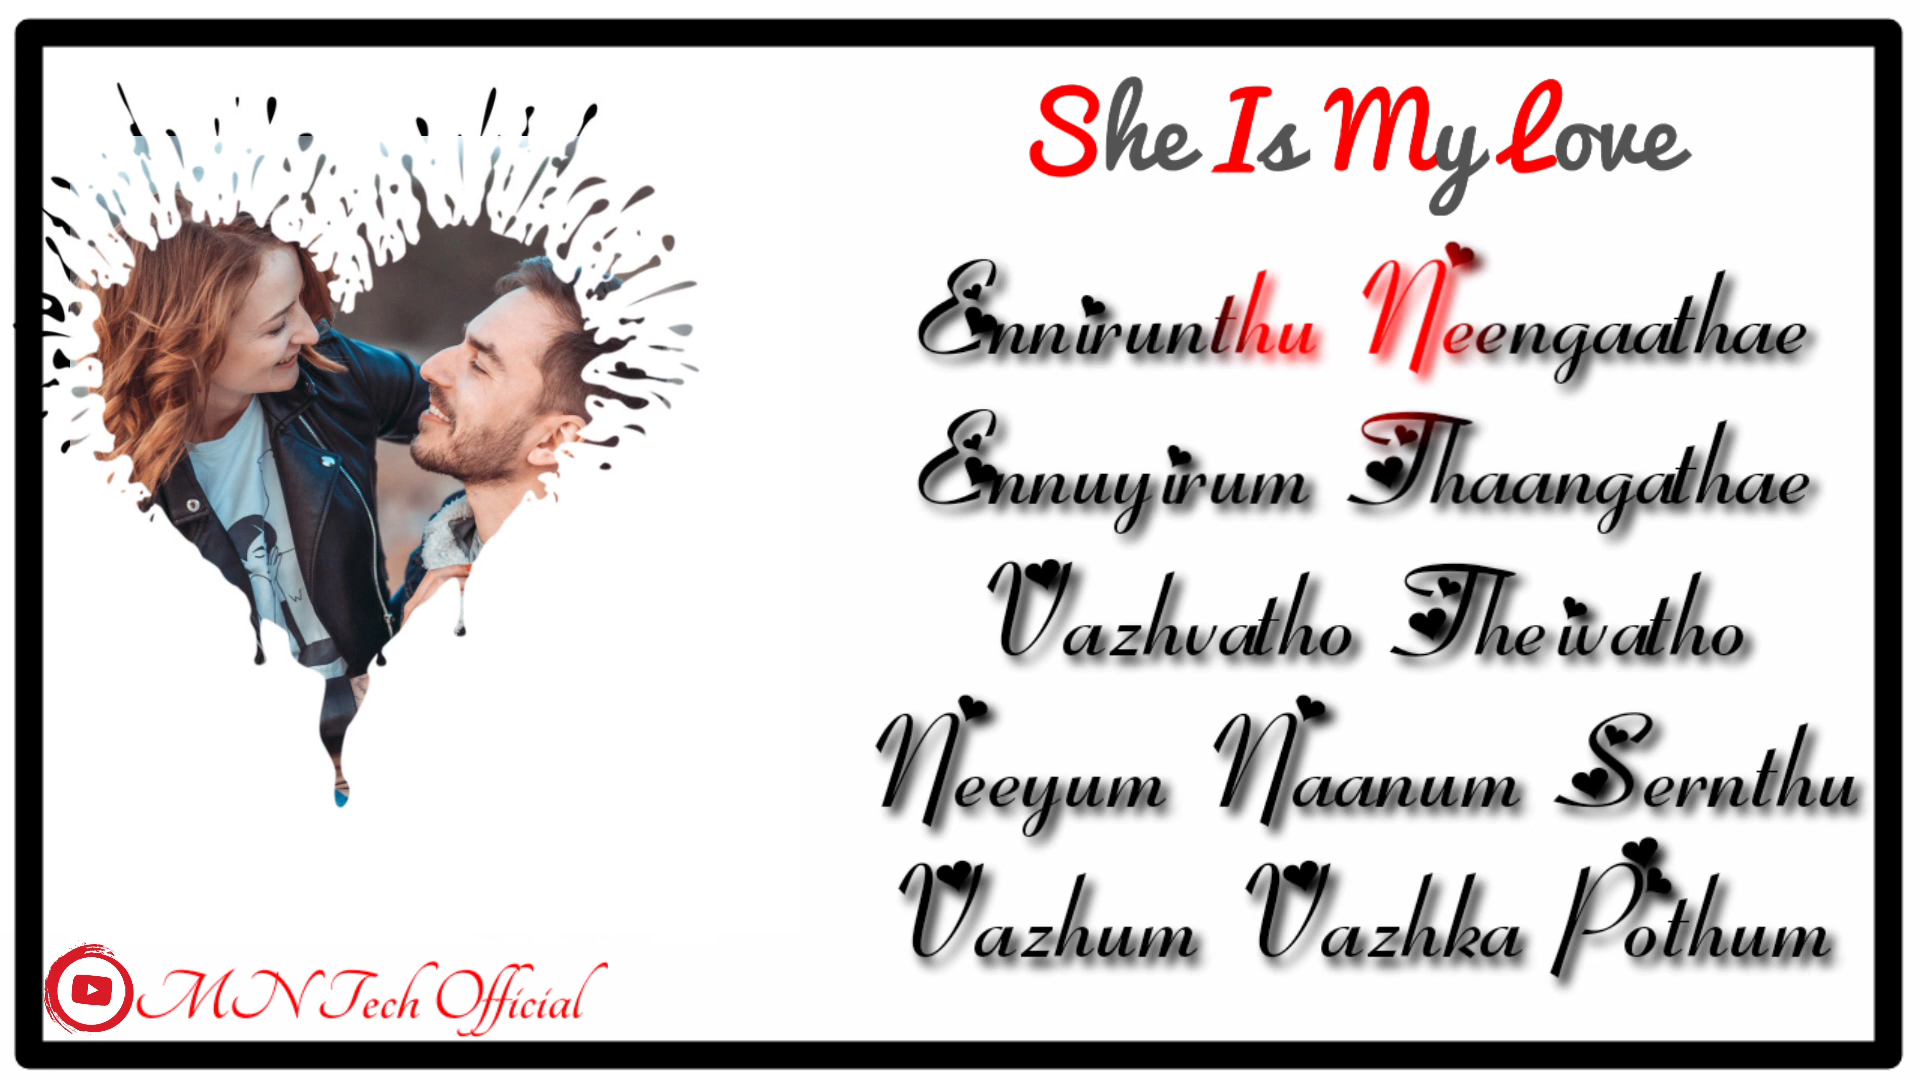 She Is My Love
Ennirunthu Neengaathae
Ennuyirum Thaangathae
Vazhvatho Theivatho
Neeyum Naanum Sernthu
Vazhum Vazhka Pothum
MN Tech Official